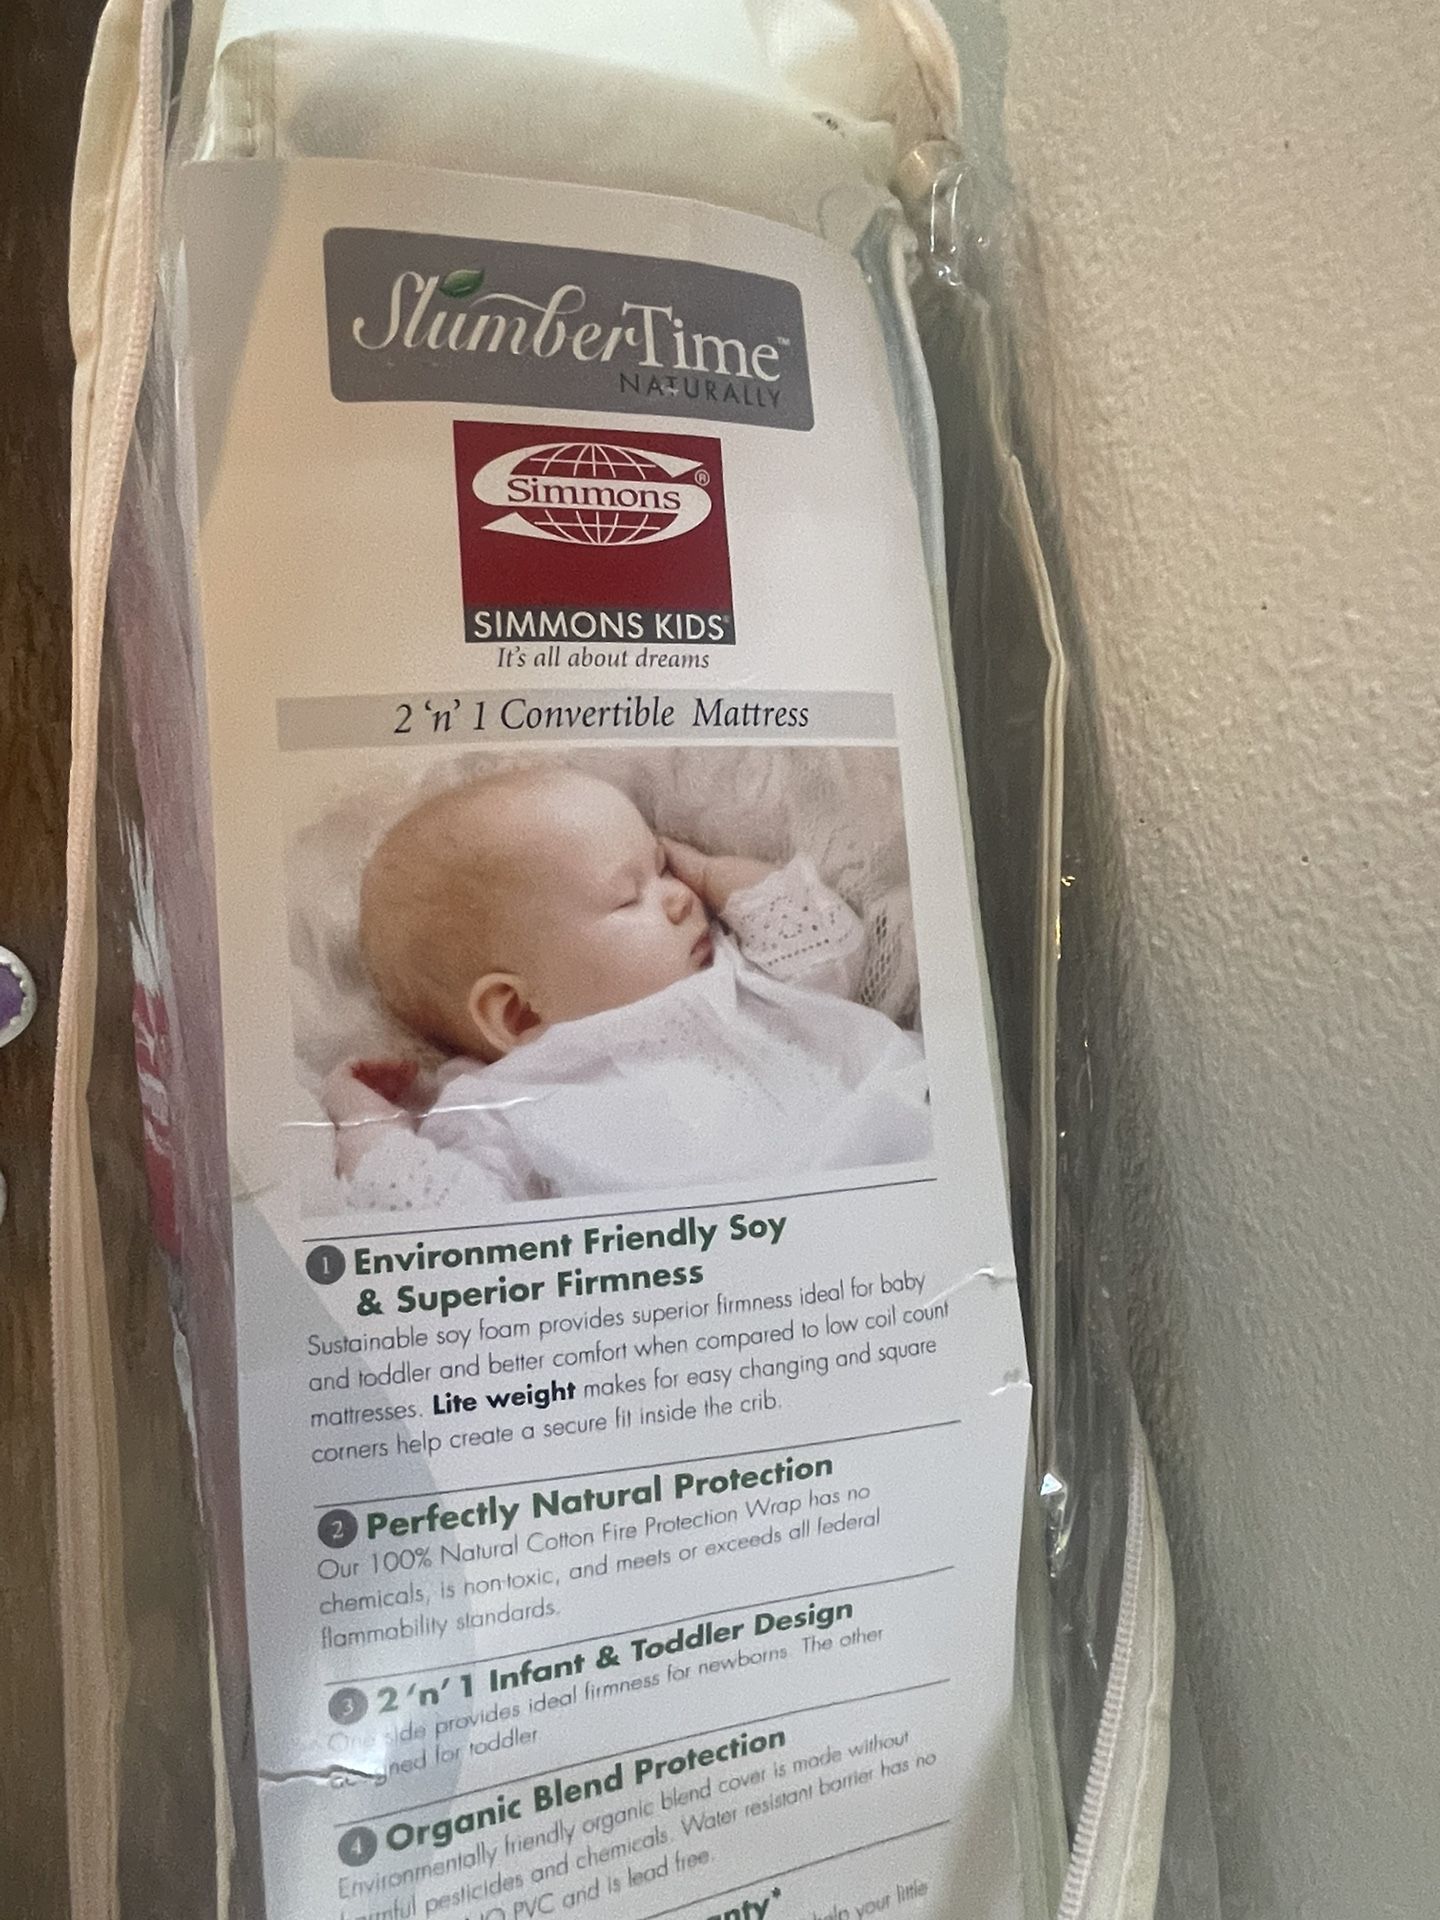 SlumberTime™
NATURALLY
Simmons®
SIMMONS KIDS®
It's all about dreams
2 'n' 1 Convertible Mattress
1 Environment Friendly Soy
& Superior Firmness
Sustainable soy foam provides superior firmness ideal for baby
and toddler and better comfort when compared to low coil count
mattresses. Lite weight makes for easy changing and square
corners help create a secure fit inside the crib.
2 Perfectly Natural Protection
Our 100% Natural Cotton Fire Protection Wrap has no
chemicals, is non-toxic, and meets or exceeds all federal
flammability standards.
3 2 'n' 1 Infant & Toddler Design
One side provides ideal firmness for newborns. The other
for toddler
4 Organic Blend Protection
Environmentally friendly organic blend cover is made without
pesticides and chemicals. Water resistant barrier has no
PVC and is lead free.
help your little